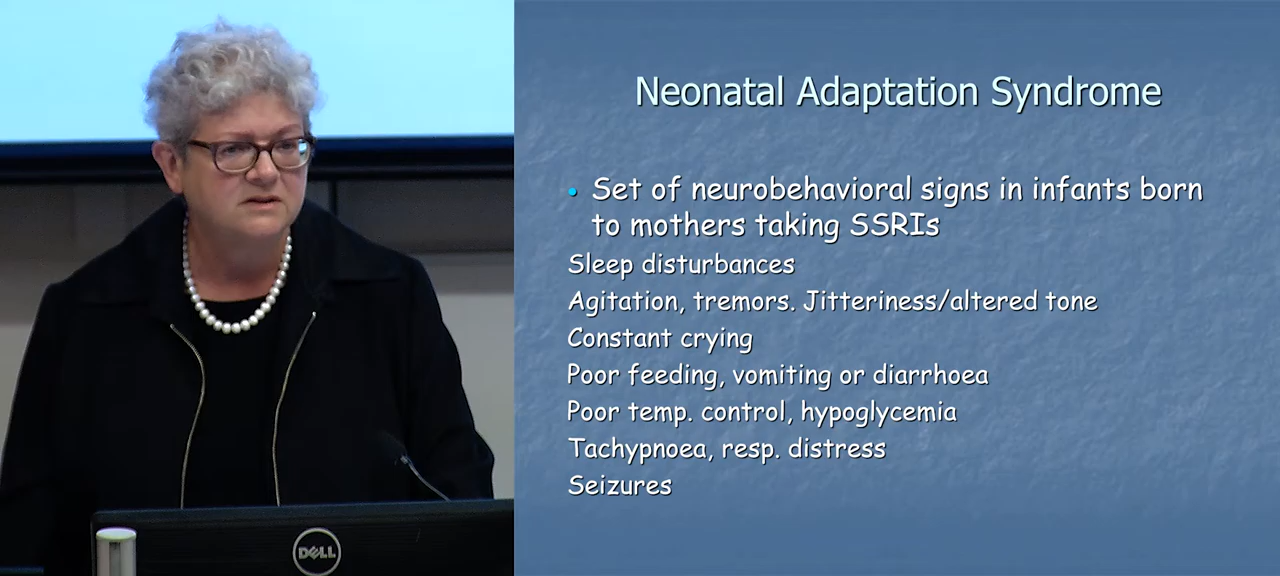 Neonatal Adaptation Syndrome
• Set of neurobehavioral signs in infants born
to mothers taking SSRIs
Sleep disturbances
Agitation, tremors. Jitteriness/altered tone
Constant crying
Poor feeding, vomiting or diarrhoea
Poor temp. control, hypoglycemia
Tachypnoea, resp. distress
Seizures
DELL